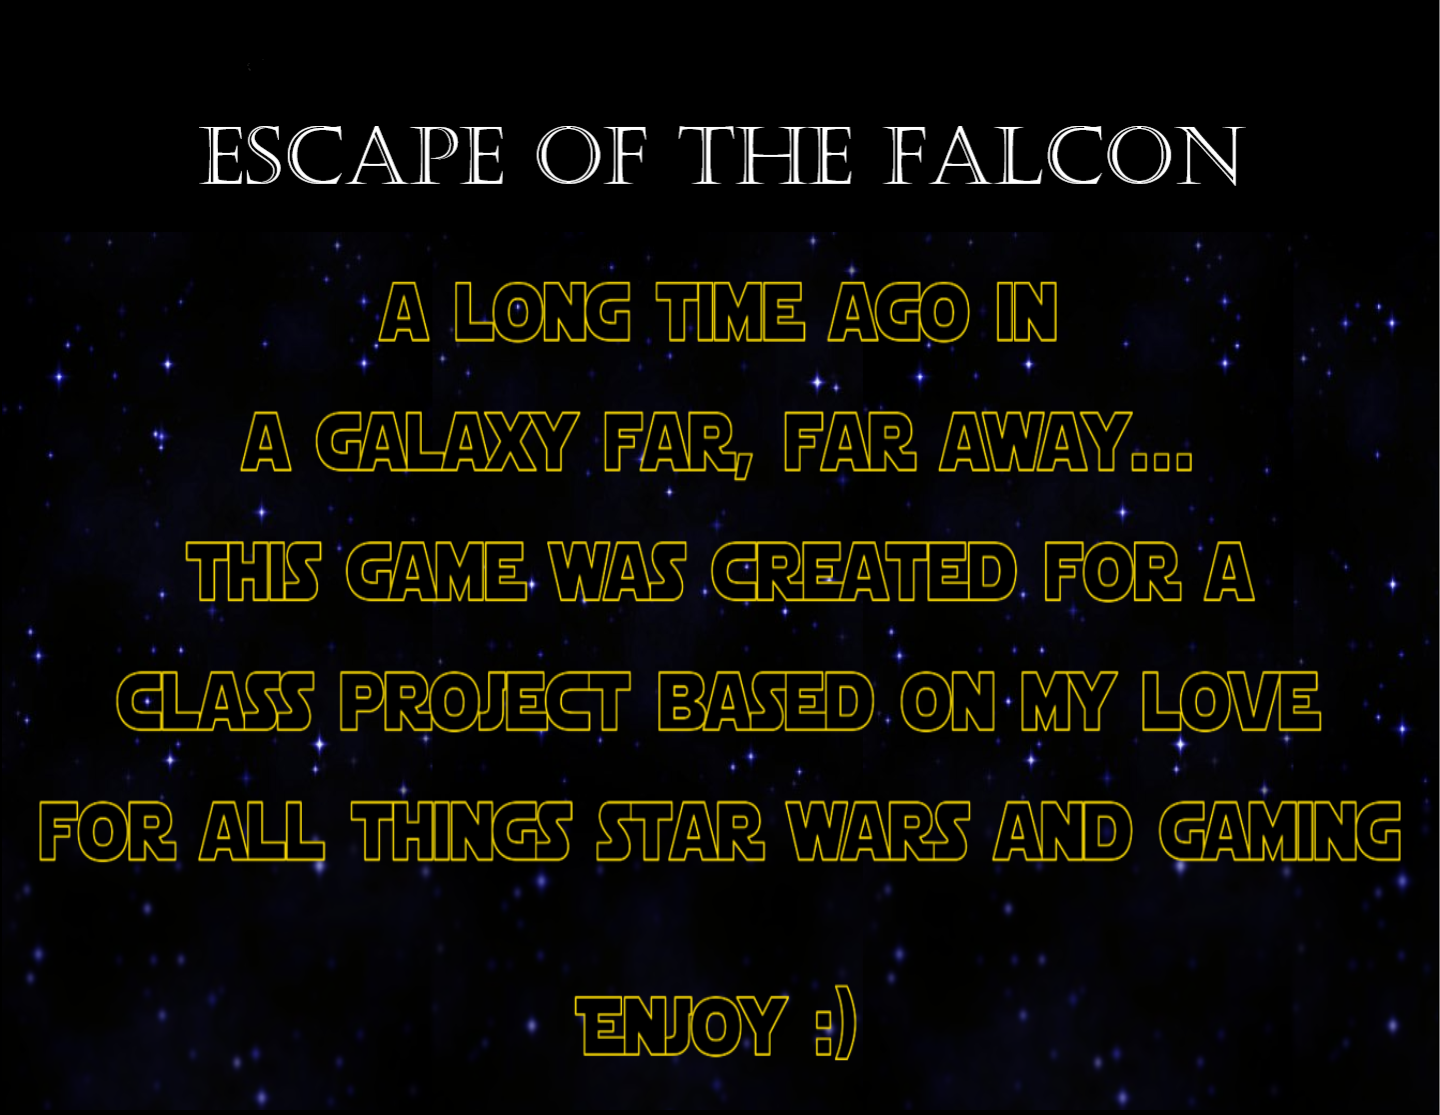 ESCAPE OF THE FALCON
A LONG TIME AGO IN
A GALAXY FAR, FAR AWAY...
THIS GAME WAS CREATED FOR A
CLASS PROJECT BASED ON MY LOVE
FOR ALL THINGS STAR WARS AND GAMING
ENJOY :)